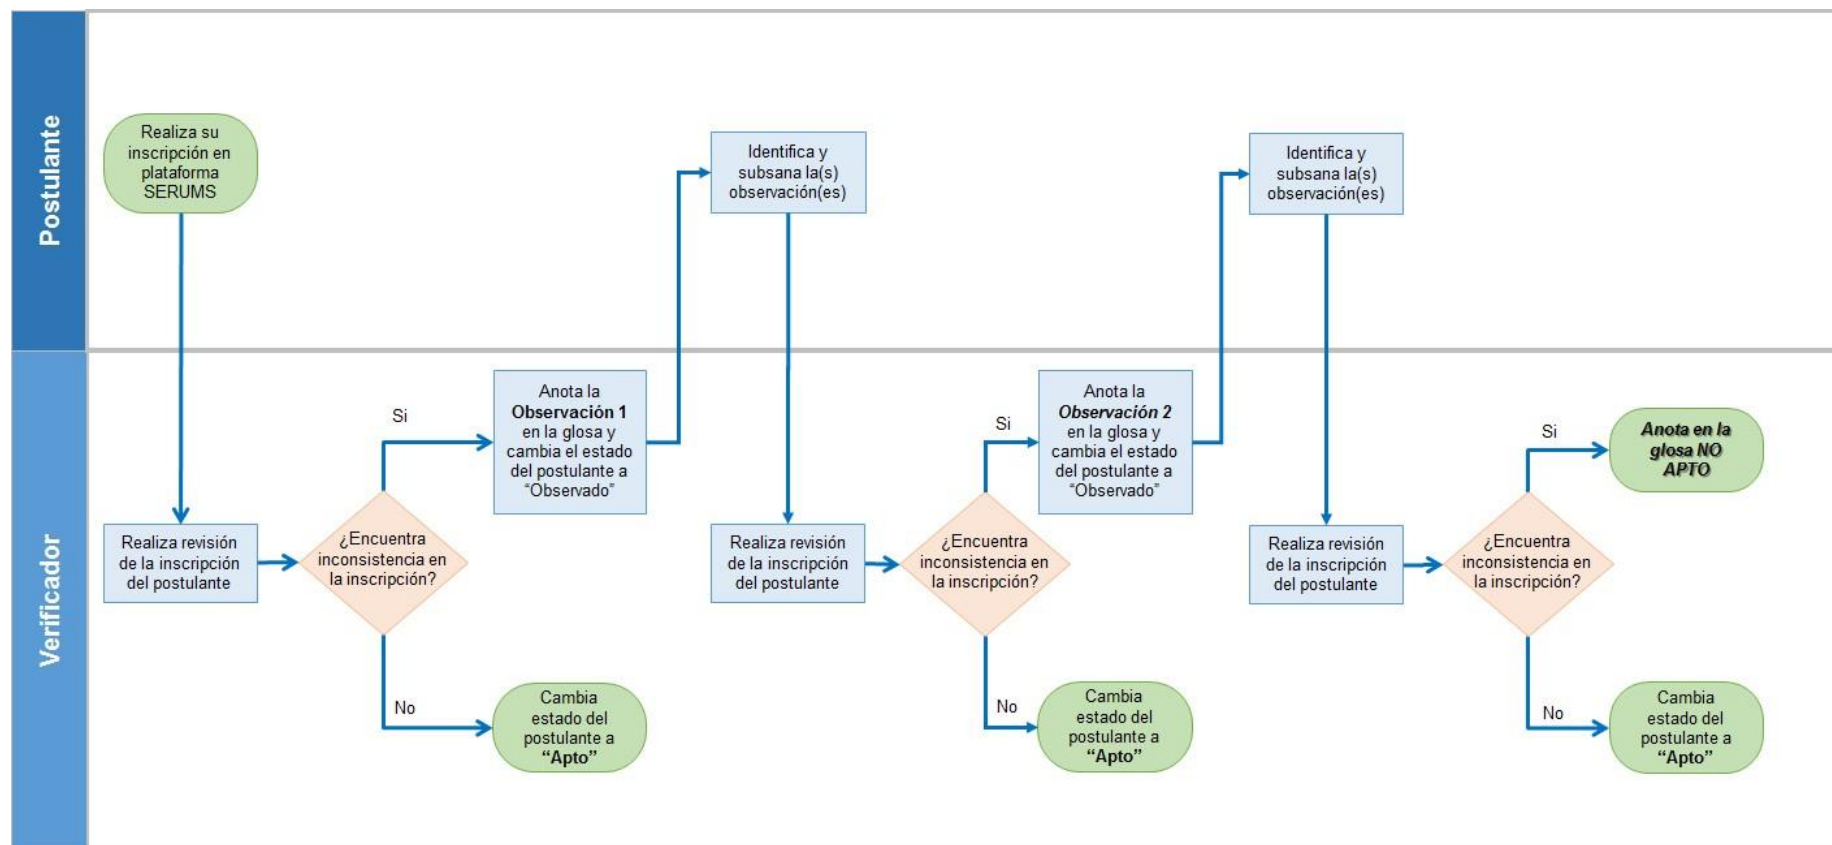 Postulante
Realiza su
inscripción en
plataforma
SERUMS
Identifica y
subsana la(s)
observación(es)
Identifica y
subsana la(s)
observación(es)
Verificador
Realiza revisión
de la inscripción
del postulante
¿Encuentra
inconsistencia en
la inscripción?
Si
Anota la
Observación 1
en la glosa y
cambia el estado
del postulante a
“Observado”
No
Cambia
estado del
postulante a
“Apto”
Realiza revisión
de la inscripción
del postulante
¿Encuentra
inconsistencia en
la inscripción?
Si
Anota la
Observación 2
en la glosa y
cambia el estado
del postulante a
“Observado”
No
Cambia
estado del
postulante a
“Apto”
Realiza revisión
de la inscripción
del postulante
¿Encuentra
inconsistencia en
la inscripción?
Si
Anota en la
glosa NO
APTO
No
Cambia
estado del
postulante a
“Apto”